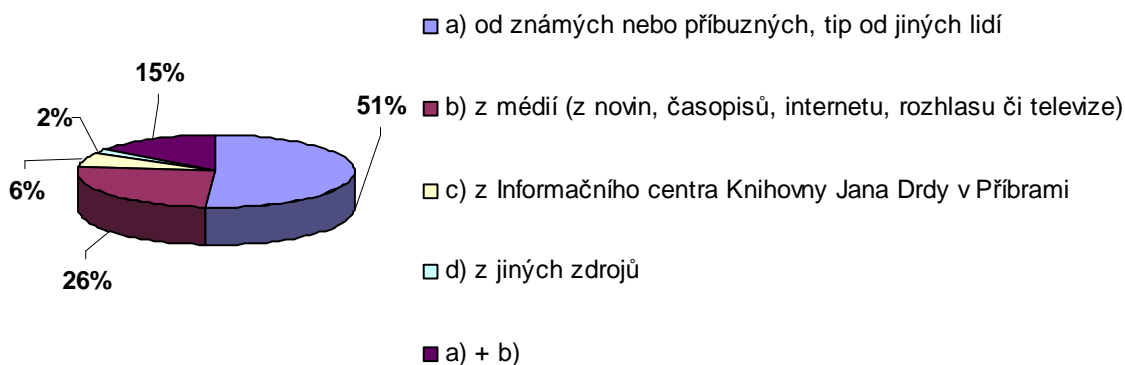 15%
2%
51%
6%
26%
a) od známých nebo příbuzných, tip od jiných lidí
b) z médií (z novin, časopisů, internetu, rozhlasu či televize)
c) z Informačního centra Knihovny Jana Drdy v Příbrami
d) z jiných zdrojů
a) + b)